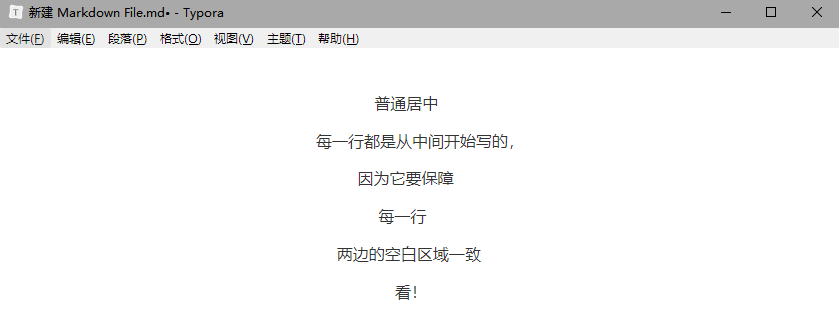 新建 Markdown File.md• - Typora
文件(F) 编辑(E) 段落(P) 格式(O) 视图(V) 主题(T) 帮助(H)
普通居中
每一行都是从中间开始写的，
因为它要保障
每一行
两边的空白区域一致
看！